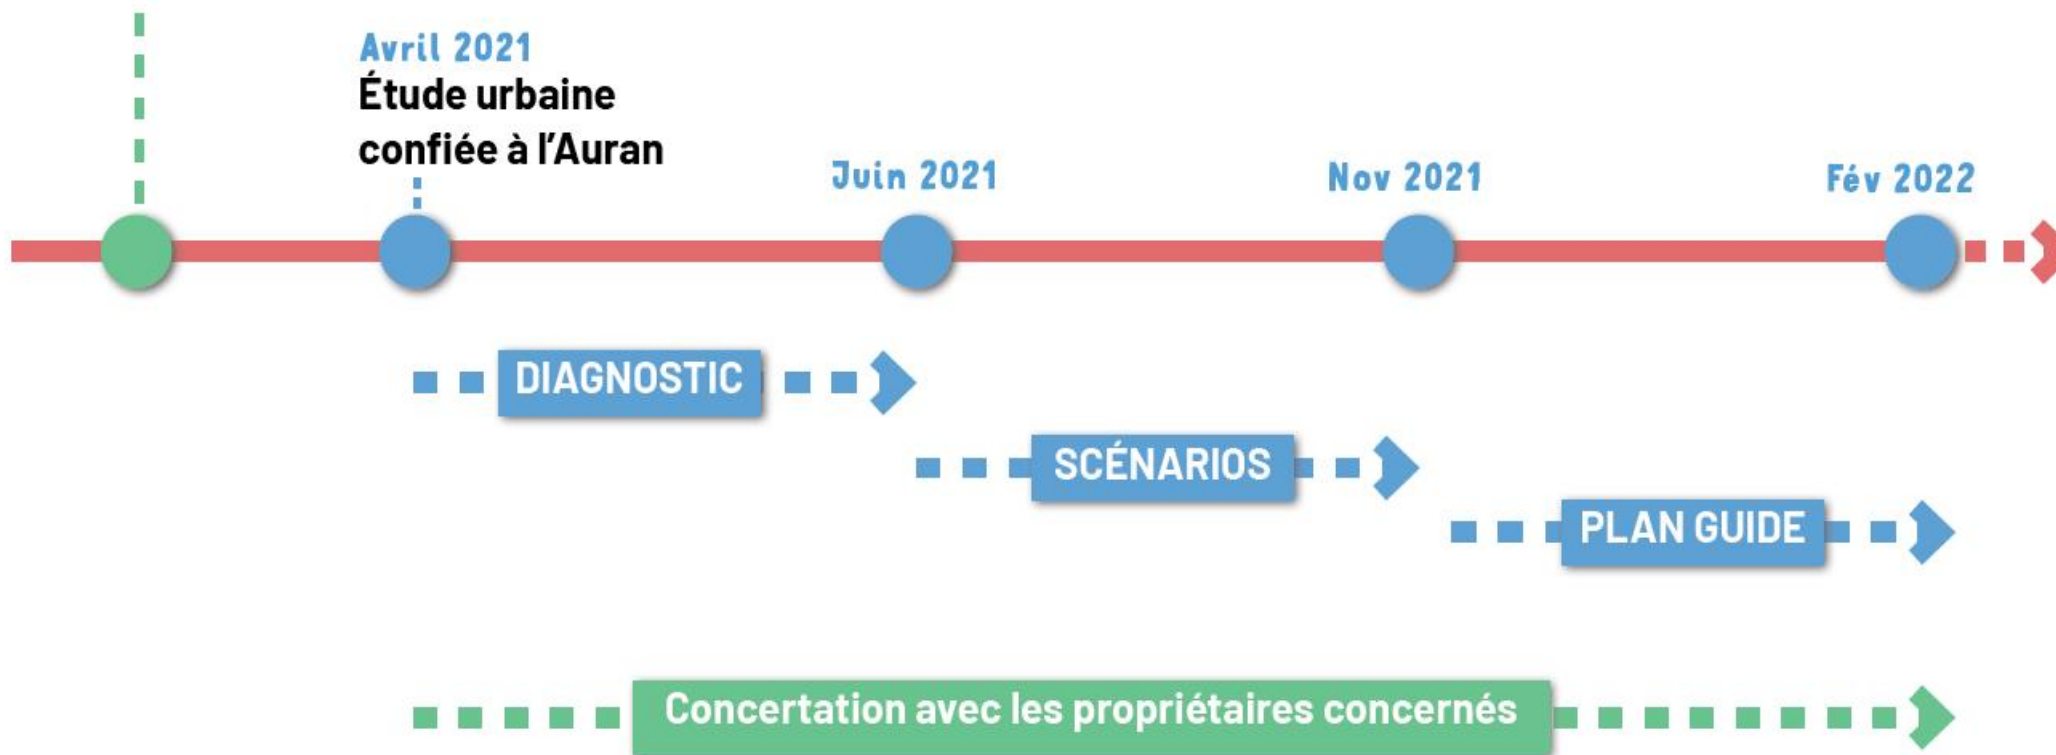 Avril 2021
Étude urbaine
confiée à l'Auran
Juin 2021
Nov 2021
Fév 2022
DIAGNOSTIC
SCÉNARIOS
PLAN GUIDE
Concertation avec les propriétaires concernés